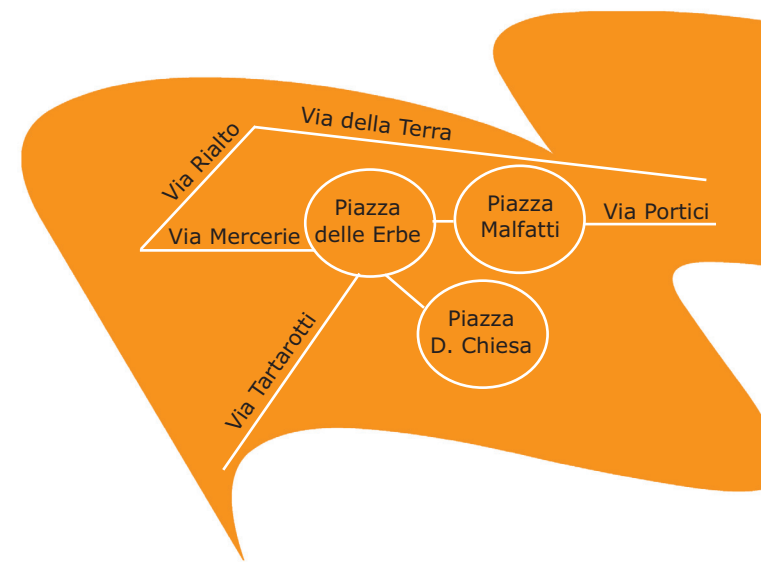 Via della Terra
Via Rialto
Piazza
delle Erbe
Piazza
Malfatti
Via Portici
Via Mercerie
Piazza
D. Chiesa
Via Tartarotti